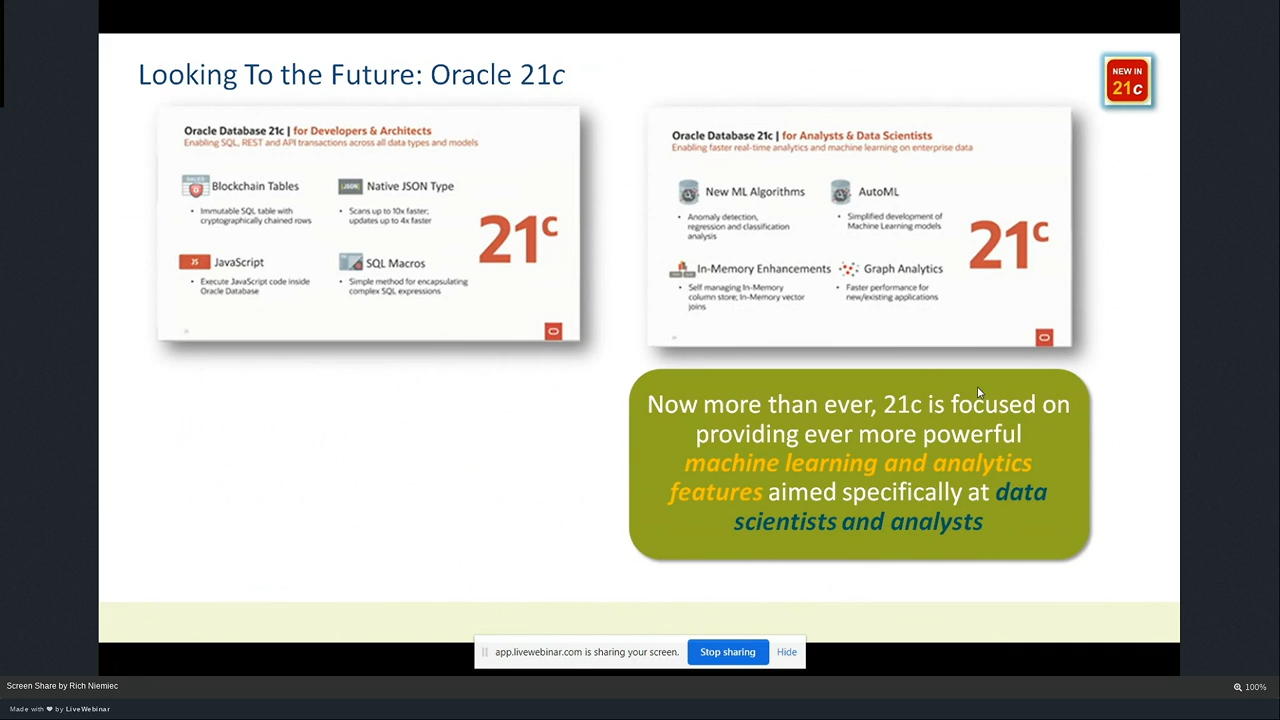 Looking To the Future: Oracle 21c
NEW IN
21c
Oracle Database 21c | for Developers & Architects
Enabling SQL, REST and API transactions across all data types and models
Blockchain Tables
Immutable SQL table with
cryptographically chained rows
Native JSON Type
Scans up to 10x faster;
updates up to 4x faster
JavaScript
Execute JavaScript code inside
Oracle Database
SQL Macros
Simple method for encapsulating
complex SQL expressions
JSON
JS
21c
Oracle Database 21c | for Analysts & Data Scientists
Enabling faster real-time analytics and machine learning on enterprise data
New ML Algorithms
Anomaly detection,
regression and classification
analysis
AutoML
Simplified development of
Machine Learning models
In-Memory Enhancements
Self managing In-Memory
column store; In-Memory vector
joins
Graph Analytics
Faster performance for
new/existing applications
21c
Now more than ever, 21c is focused on
providing ever more powerful
machine learning and analytics
features aimed specifically at data
scientists and analysts
app.livewebinar.com is sharing your screen.
Stop sharing
Hide
Screen Share by Rich Niemiec
100%
Made with ❤ by LiveWebinar